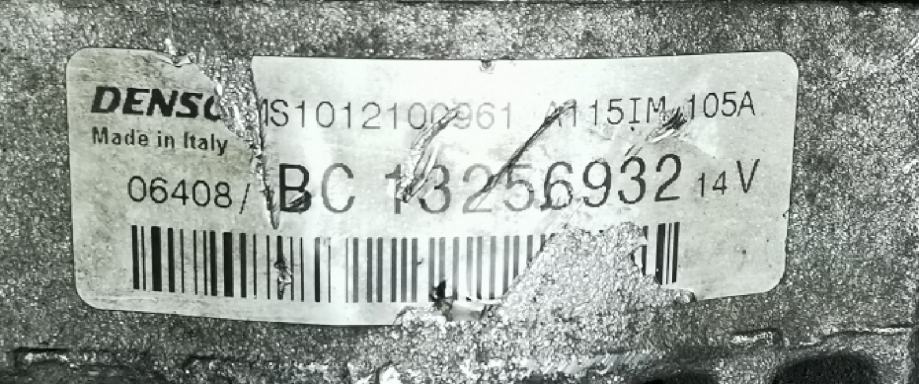 DENSO MS1012100961 A115IM 105A
Made in Italy
06408/ BC 13256932 14V